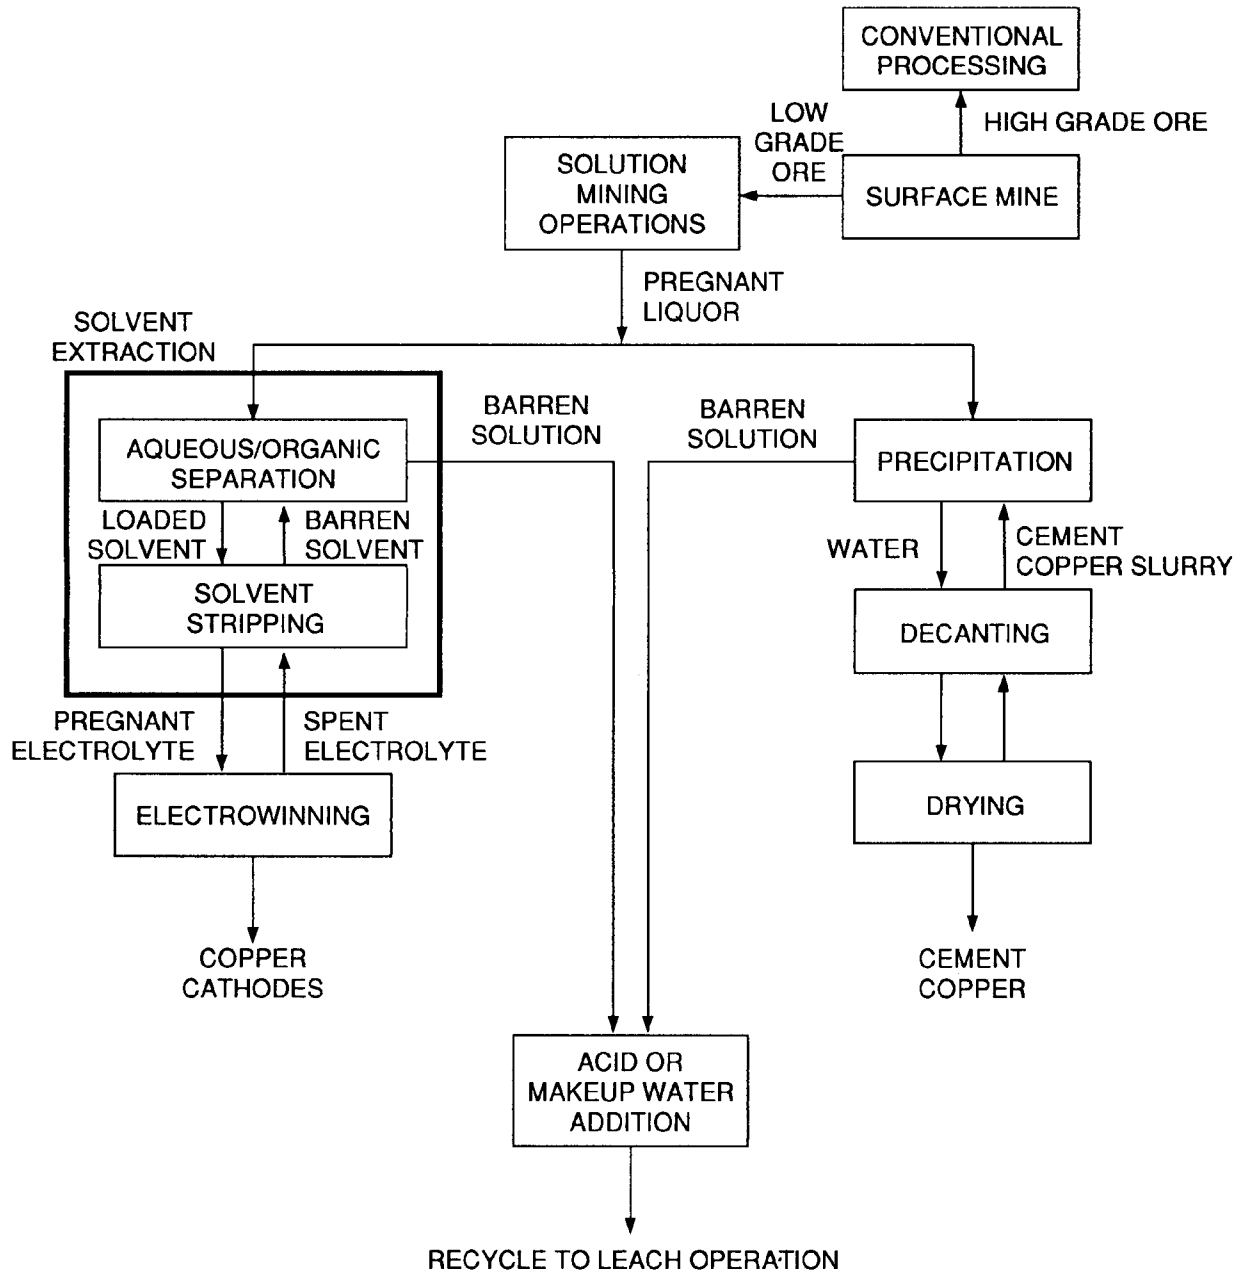 CONVENTIONAL
PROCESSING
HIGH GRADE ORE
LOW
GRADE
ORE
SURFACE MINE
SOLUTION
MINING
OPERATIONS
PREGNANT
LIQUOR
SOLVENT
EXTRACTION
AQUEOUS/ORGANIC
SEPARATION
BARREN
SOLUTION
BARREN
SOLUTION
PRECIPITATION
LOADED
SOLVENT
BARREN
SOLVENT
WATER
CEMENT
COPPER SLURRY
SOLVENT
STRIPPING
DECANTING
PREGNANT
ELECTROLYTE
SPENT
ELECTROLYTE
ELECTROWINNING
DRYING
COPPER
CATHODES
CEMENT
COPPER
ACID OR
MAKEUP WATER
ADDITION
RECYCLE TO LEACH OPERATION